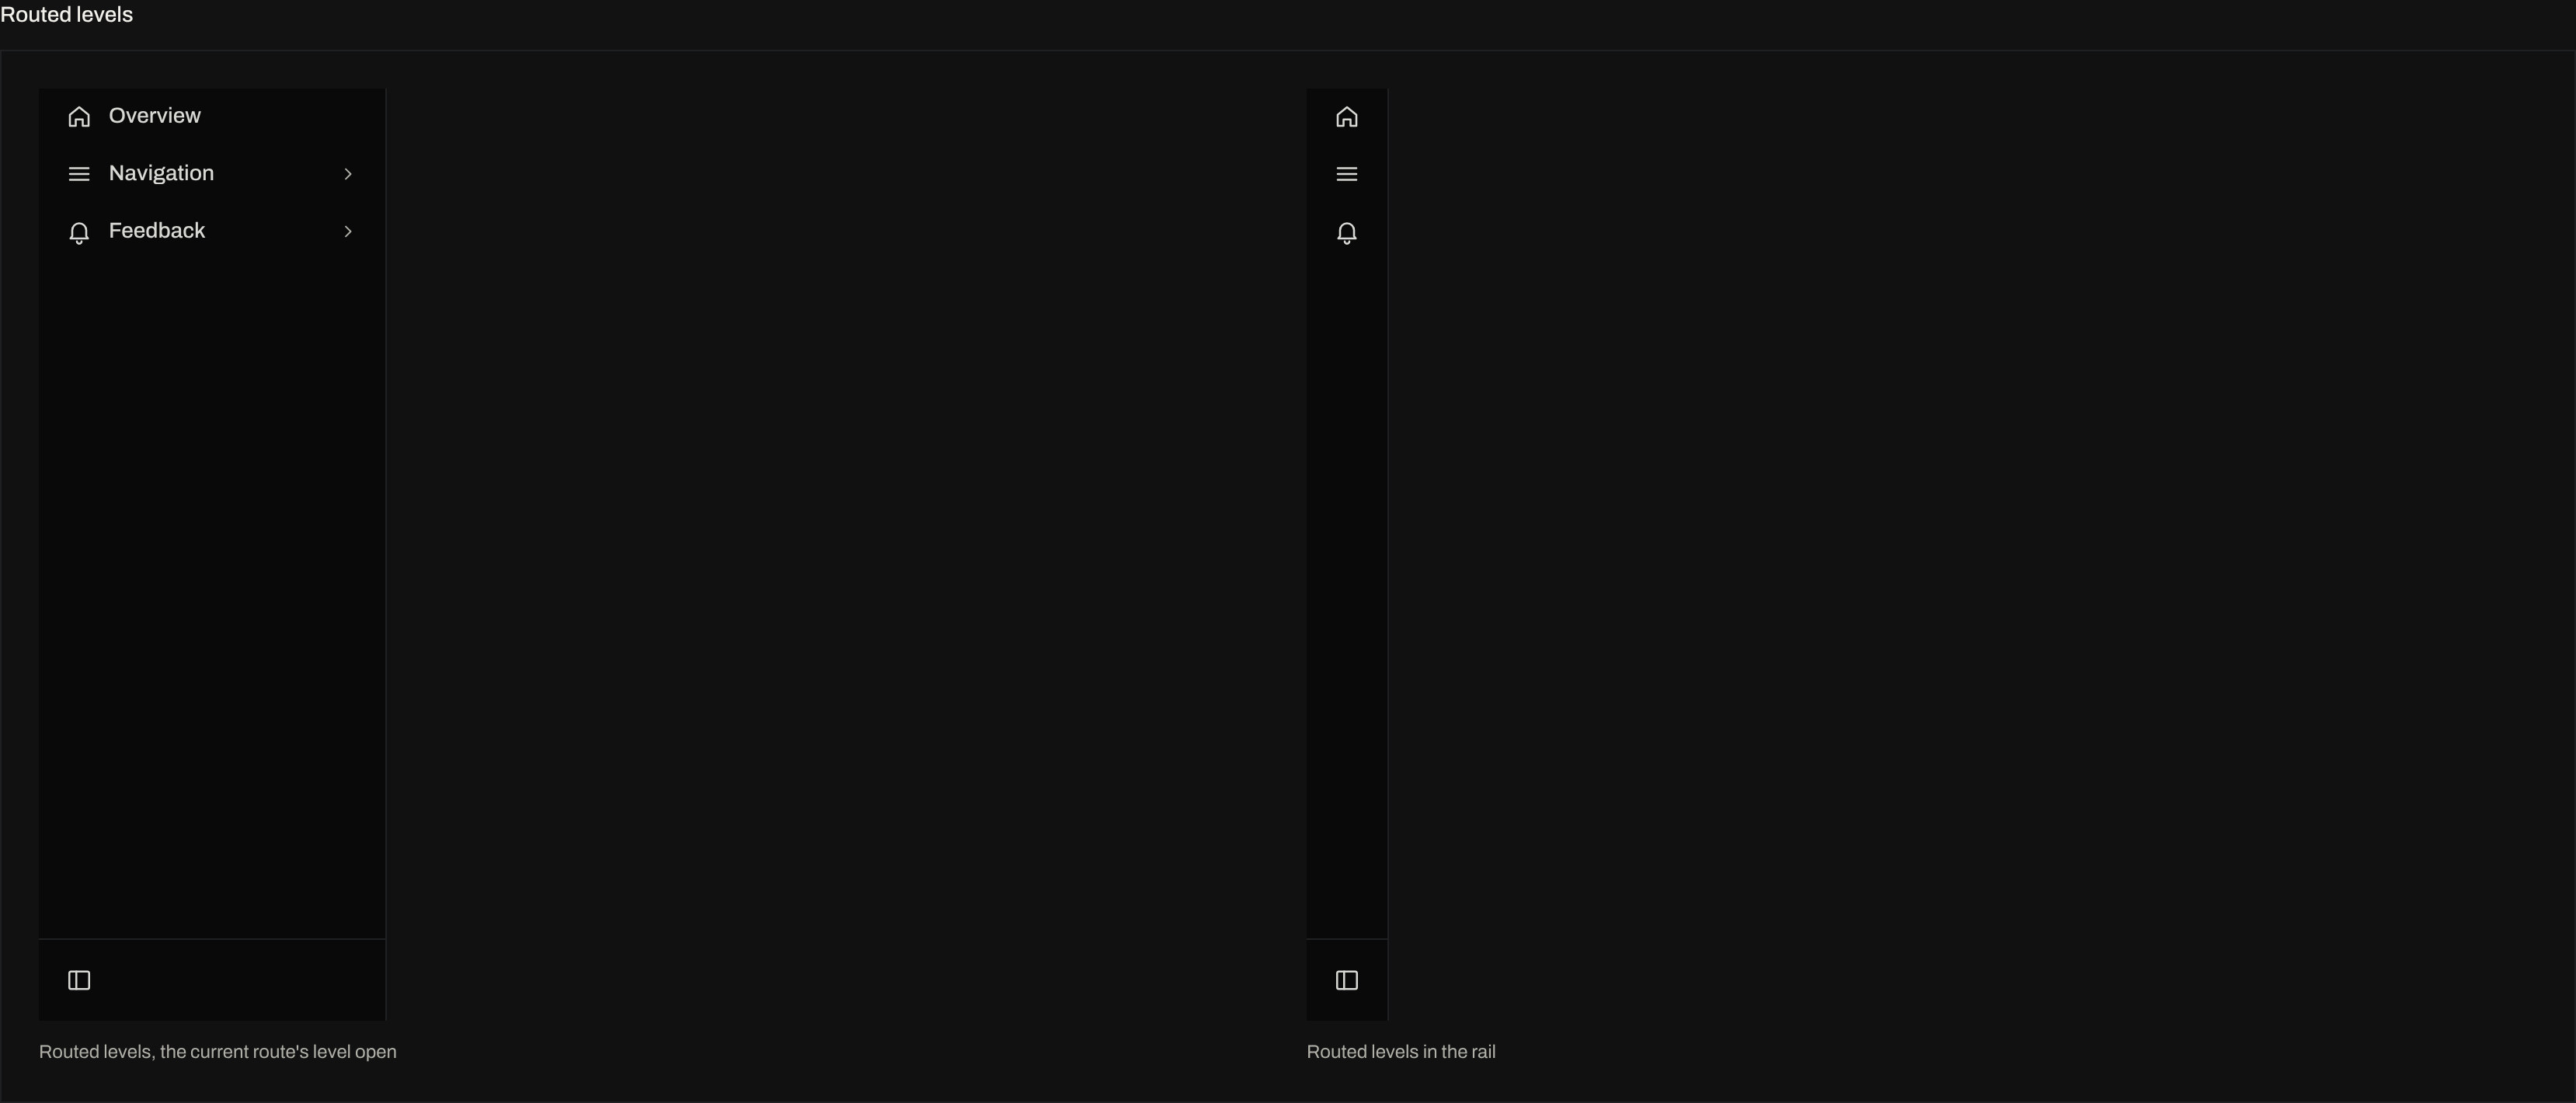 Routed levels
Overview
Navigation
Feedback
Routed levels, the current route's level open
Routed levels in the rail